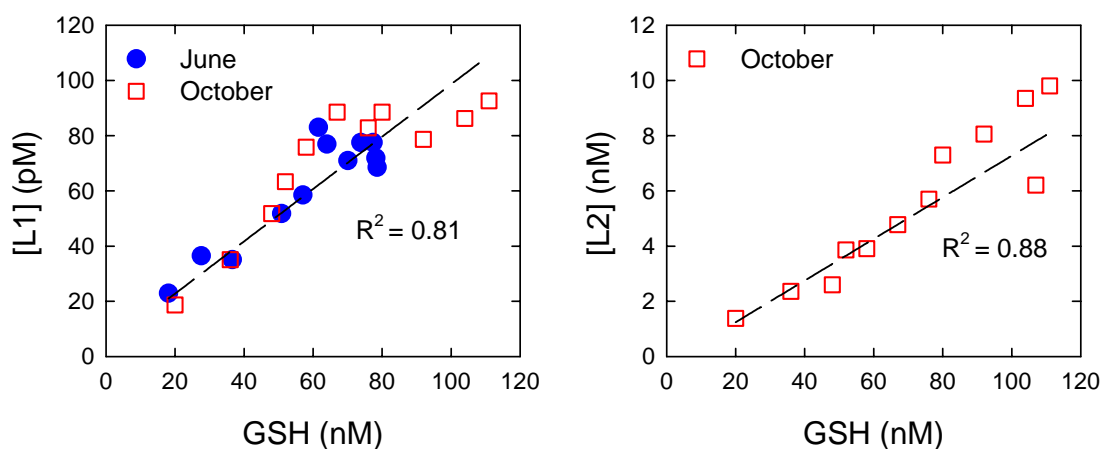 120
100
80
60
40
20
0
[L1] (pM)
June
October
R² = 0.81
0 20 40 60 80 100 120
GSH (nM)
12
10
8
6
4
2
0
[L2] (nM)
October
R² = 0.88
0 20 40 60 80 100 120
GSH (nM)